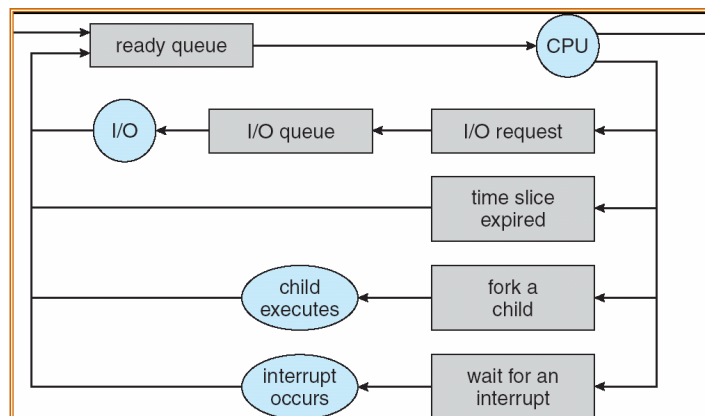 ready queue
CPU
I/O
I/O queue
I/O request
time slice
expired
child
executes
fork a
child
interrupt
occurs
wait for an
interrupt